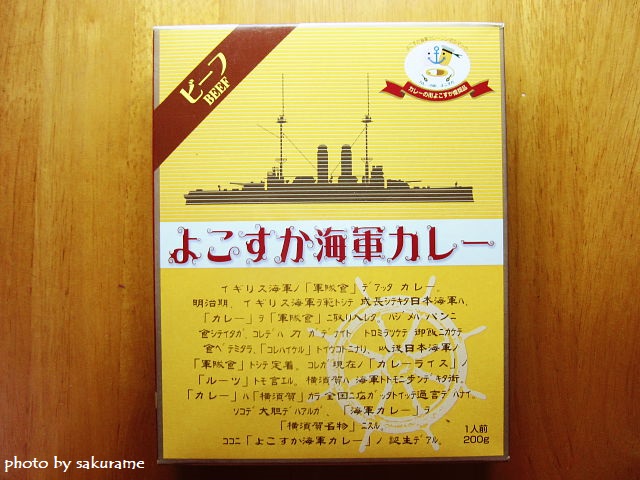 ビーフ
BEEF
カレーの街よこすか推奨品
よこすか海軍カレー
イギリス海軍ノ「軍隊食」デアッタ カレー。
明治期、イギリス海軍ヲ範トシテ 成長シテキタ日本海軍ハ、
「カレー」ヲ「軍隊食」ニ取リ入レタ。ハジメハ パンニ
食シテイタガ、コレデハ 力 ガデナイト トロミヲツケテ 御飯ニカケテ
食ベテミタラ、「コレハイケル」トイウコトニナリ、以後日本海軍ノ
「軍隊食」トシテ定着。コレガ現在ノ「カレーライス」
「ルーツ」トモ言エル。横須賀ハ 海軍トトモニ歩ンデキタ街。
「カレー」ハ「横須賀」カラ 全国ニ広ガッタトイッテ過言デハナイ。
ソコデ 大胆デハアルガ、「海軍カレー」ヲ
「横須賀名物」ニスル。
ココニ「よこすか海軍カレー」ノ 誕生デアル。
1人前
200g
photo by sakurame